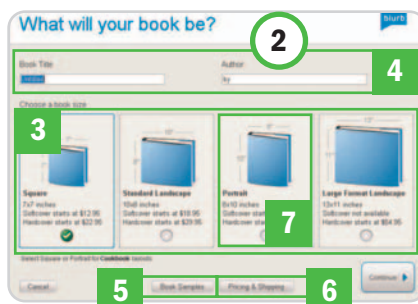 What will your book be?
blurb
2
Book Title
Author
Untitled
by
4
Choose a book size
3
Square
7x7 inches
Softcover starts at $12.95
Hardcover starts at $22.95
Standard Landscape
10x8 inches
Softcover starts at $18.95
Hardcover starts at $29.95
Portrait
8x10 inches
Softcover starts at
Hardcover starts at
7
Large Format Landscape
13x11 inches
Softcover not available
Hardcover starts at $54.95
Select Square or Portrait for Cookbook layouts
Cancel
5
Book Samples
Pricing & Shipping
6
Continue